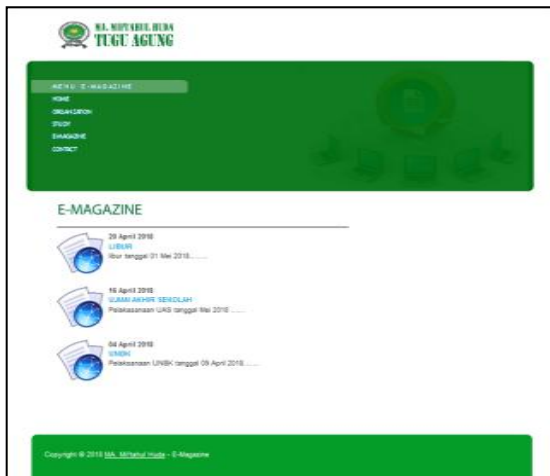 MA. MIFTAHUL HUDA
TUGU AGUNG
MENU E-MAGAZINE
HOME
ORGANIZATION
STUDY
E-MAGAZINE
CONTACT
E-MAGAZINE
20 April 2018
LIBUR
libur tanggal 01 Mei 2018........
16 April 2018
UJIAN AKHIR SEKOLAH
Pelaksanaan UAS tanggal Mei 2018 ......
04 April 2018
UNBK
Pelaksanaan UNBK tanggal 09 April 2018.......
Copyright © 2018 MA. Miftahul Huda - E-Magazine